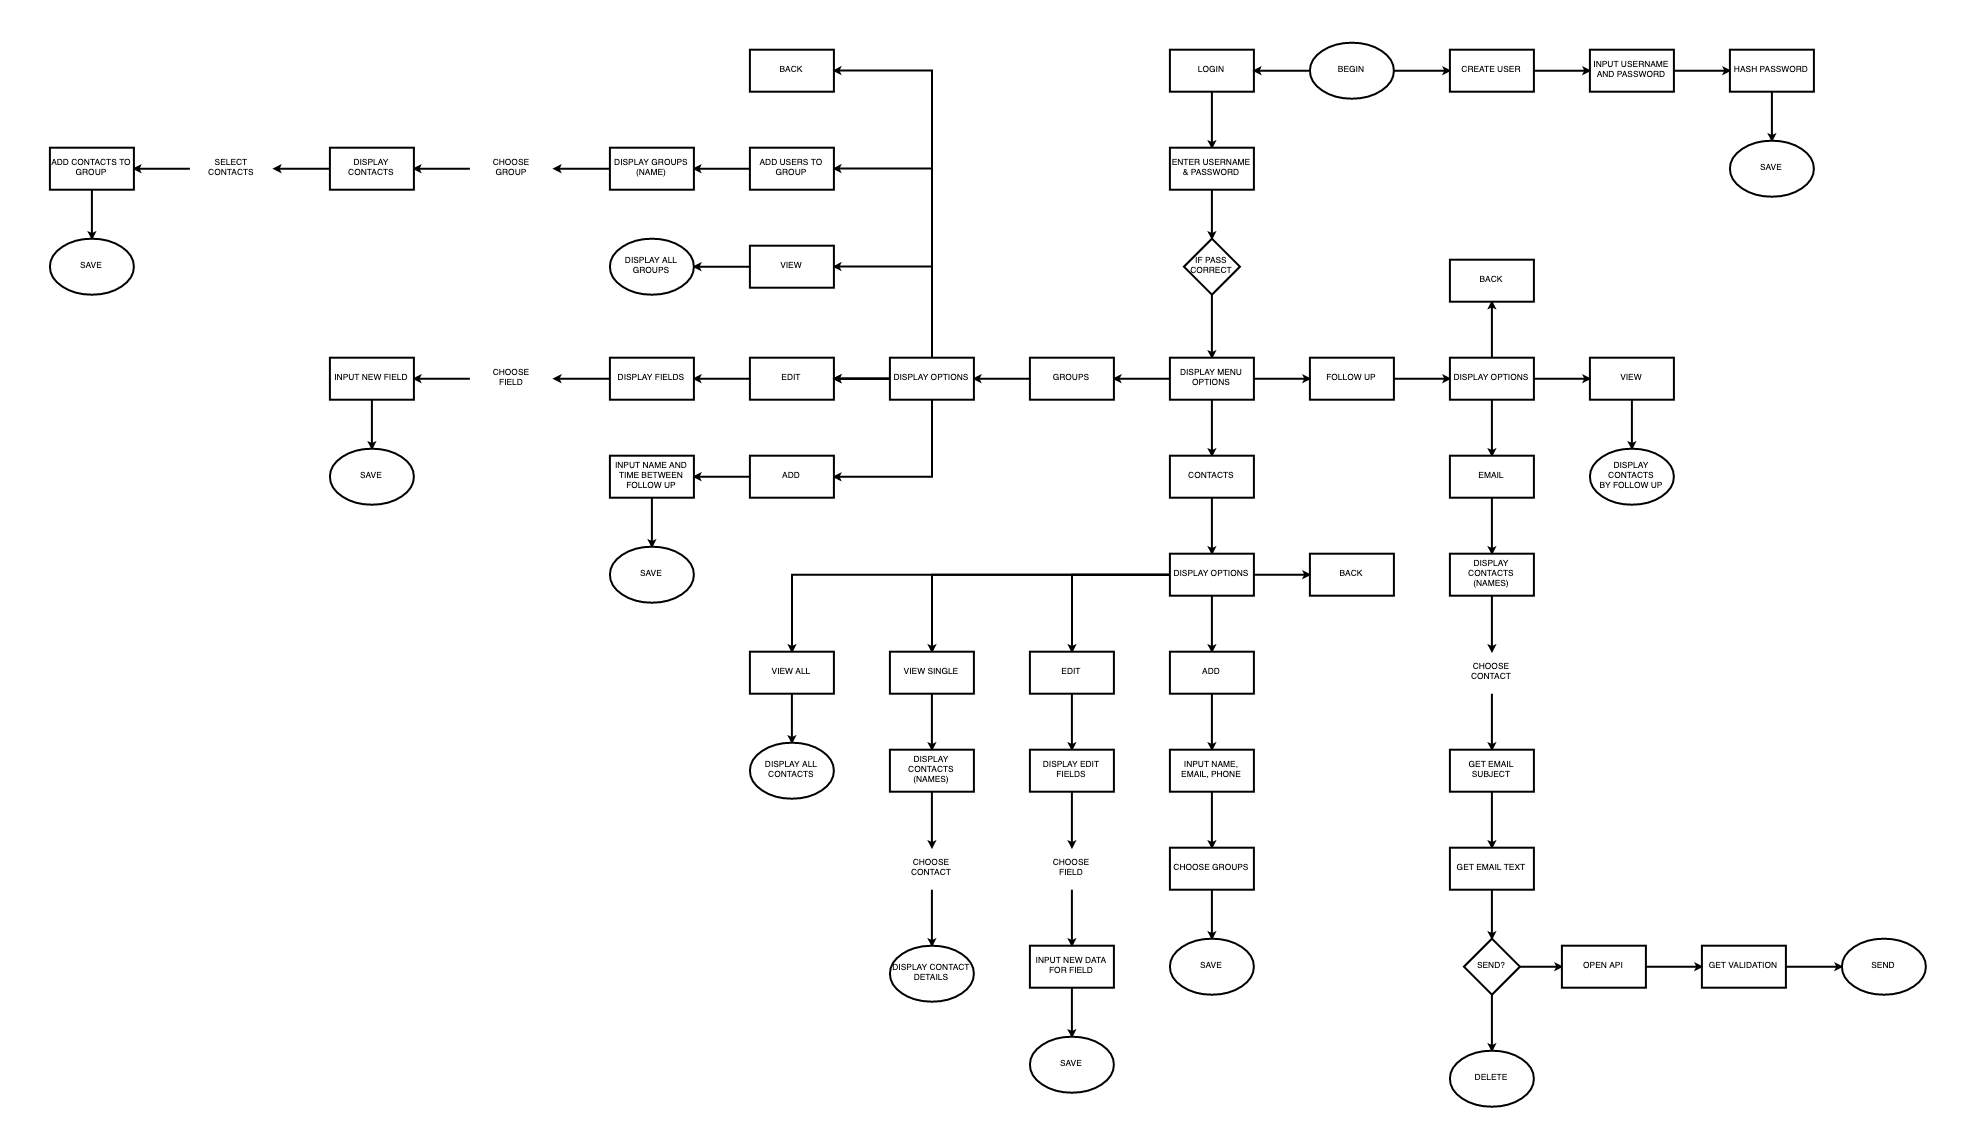 BACK
LOGIN
BEGIN
CREATE USER
INPUT USERNAME
AND PASSWORD
HASH PASSWORD
ADD CONTACTS TO
GROUP
SELECT
CONTACTS
DISPLAY
CONTACTS
CHOOSE
GROUP
DISPLAY GROUPS
(NAME)
ADD USERS TO
GROUP
ENTER USERNAME
& PASSWORD
SAVE
SAVE
DISPLAY ALL
GROUPS
VIEW
IF PASS
CORRECT
BACK
INPUT NEW FIELD
CHOOSE
FIELD
DISPLAY FIELDS
EDIT
DISPLAY OPTIONS
GROUPS
DISPLAY MENU
OPTIONS
FOLLOW UP
DISPLAY OPTIONS
VIEW
SAVE
INPUT NAME AND
TIME BETWEEN
FOLLOW UP
ADD
CONTACTS
EMAIL
DISPLAY
CONTACTS
BY FOLLOW UP
SAVE
DISPLAY OPTIONS
BACK
DISPLAY
CONTACTS
(NAMES)
VIEW ALL
VIEW SINGLE
EDIT
ADD
CHOOSE
CONTACT
DISPLAY ALL
CONTACTS
DISPLAY
CONTACTS
(NAMES)
DISPLAY EDIT
FIELDS
INPUT NAME,
EMAIL, PHONE
GET EMAIL
SUBJECT
CHOOSE
CONTACT
CHOOSE
FIELD
CHOOSE GROUPS
GET EMAIL TEXT
DISPLAY CONTACT
DETAILS
INPUT NEW DATA
FOR FIELD
SAVE
SEND?
OPEN API
GET VALIDATION
SEND
SAVE
DELETE